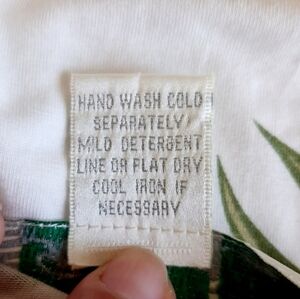 HAND WASH COLD
SEPARATELY
MILD DETERGENT
LINE OR FLAT DRY
COOL IRON IF
NECESSARY